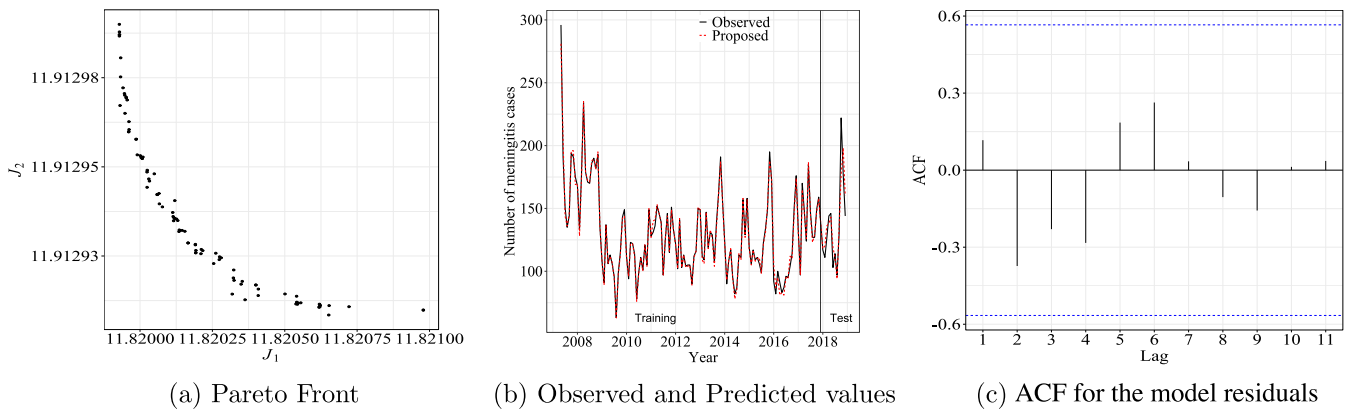 11.91298
11.91295
11.91293
J2
11.82000 11.82025 11.82050 11.82075 11.82100
J1
(a) Pareto Front
300
250
200
150
100
Number of meningitis cases
Observed
Proposed
Training
Test
2008 2010 2012 2014 2016 2018
Year
(b) Observed and Predicted values
0.6
0.3
0.0
-0.3
-0.6
ACF
1 2 3 4 5 6 7 8 9 10 11
Lag
(c) ACF for the model residuals